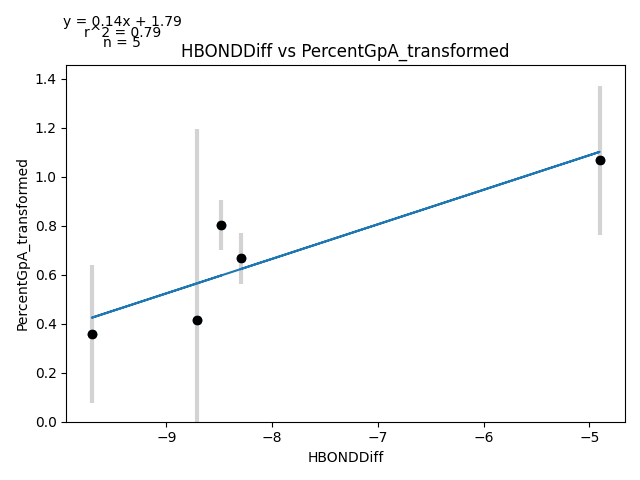 y = 0.14x + 1.79
r^2 = 0.79
n = 5
HBONDDiff vs PercentGpA_transformed
PercentGpA_transformed
1.4
1.2
1.0
0.8
0.6
0.4
0.2
0.0
−9
−8
−7
−6
−5
HBONDDiff